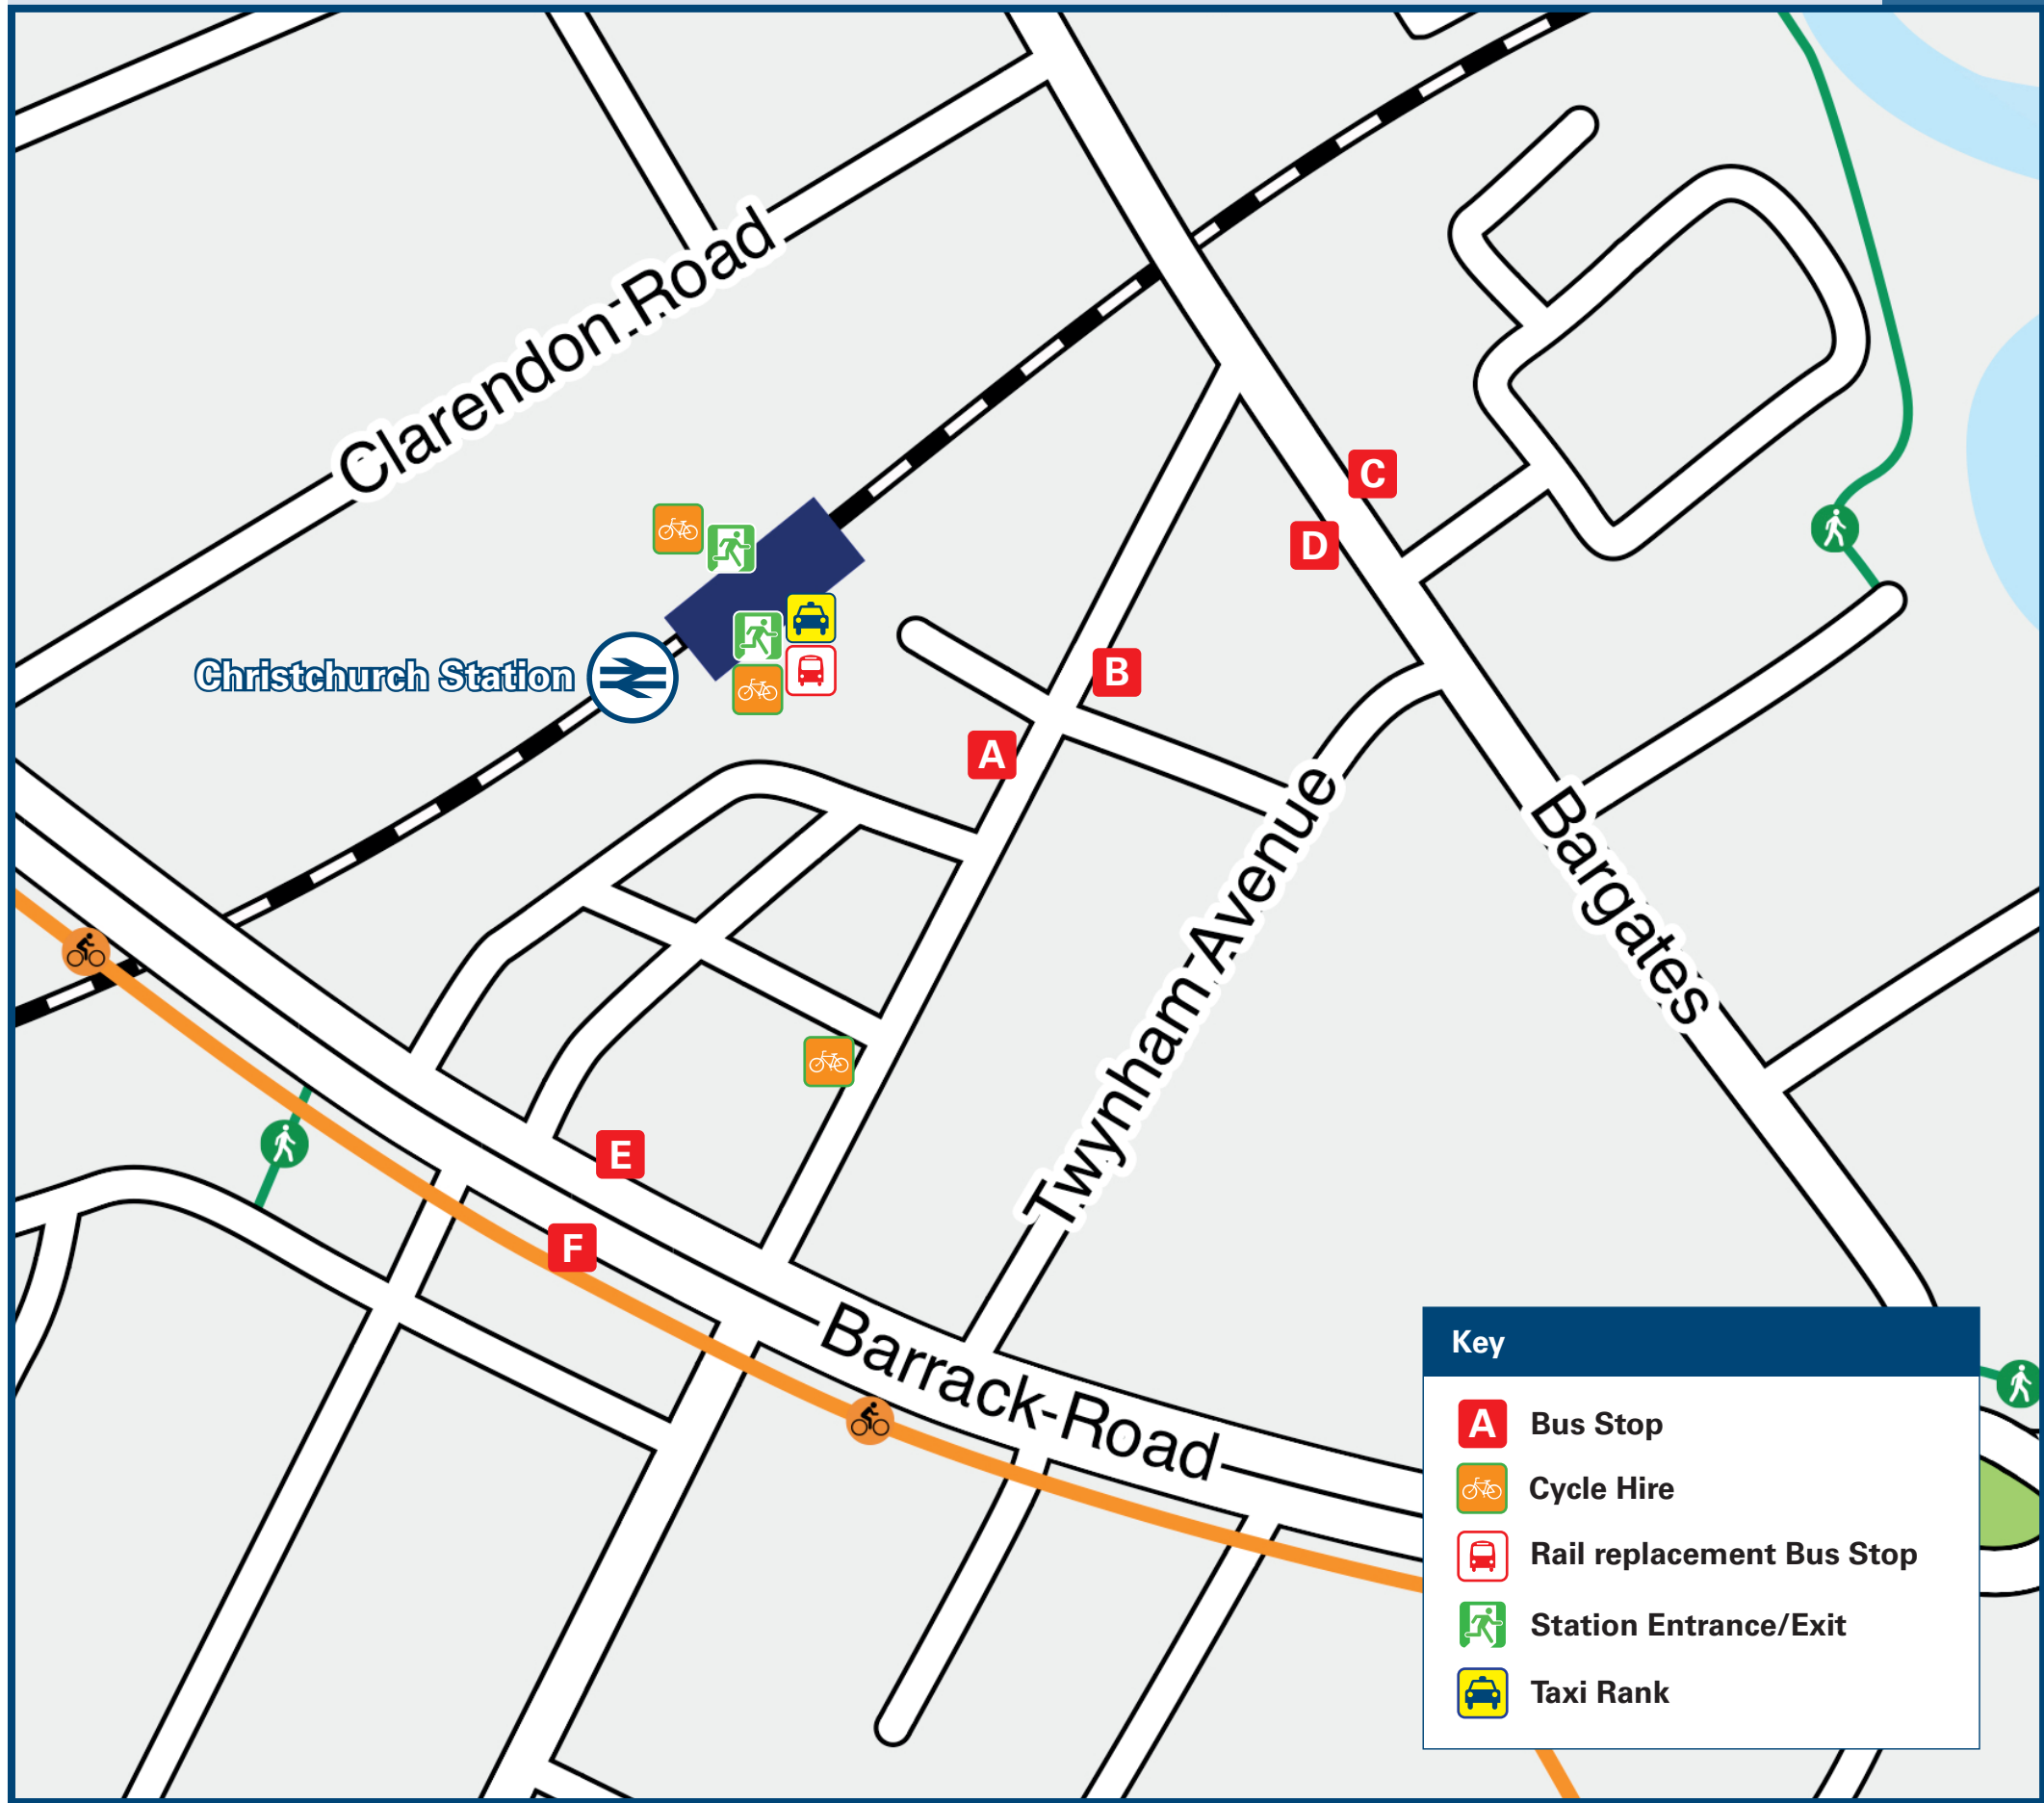 Clarendon Road
Christchurch Station
C
D
B
A
Twynham Avenue
Bargates
E
F
Barrack Road
Key
A Bus Stop
Cycle Hire
Rail replacement Bus Stop
Station Entrance/Exit
Taxi Rank